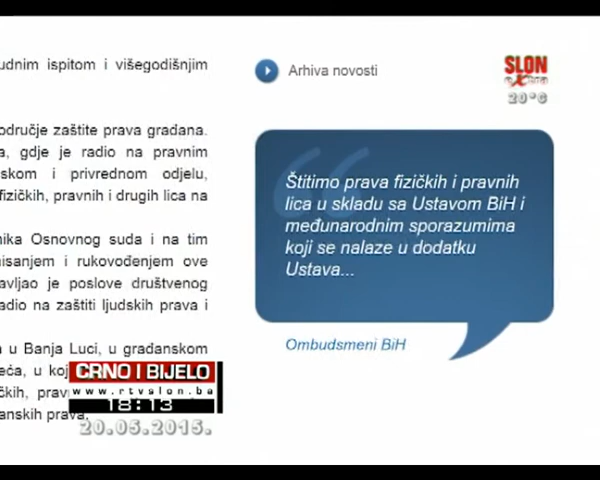 udnim ispitom i višegodišnjim
odručje zaštite prava građana.
a, gdje je radio na pravnim
skom i privrednom odjelu,
fizičkih, pravnih i drugih lica na
nika Osnovnog suda i na tim
nisanjem i rukovođenjem ove
avljao je poslove društvenog
radio na zaštiti ljudskih prava i
u Banja Luci, u građanskom
eća, u koj
čkih, prav
anskih prava.
Arhiva novosti
SLON
extra
20°C
Štitimo prava fizičkih i pravnih
lica u skladu sa Ustavom BiH i
međunarodnim sporazumima
koji se nalaze u dodatku
Ustava...
Ombudsmeni BiH
CRNO I BIJELO
www.rtvslon.ba
18:13
20.05.2015.